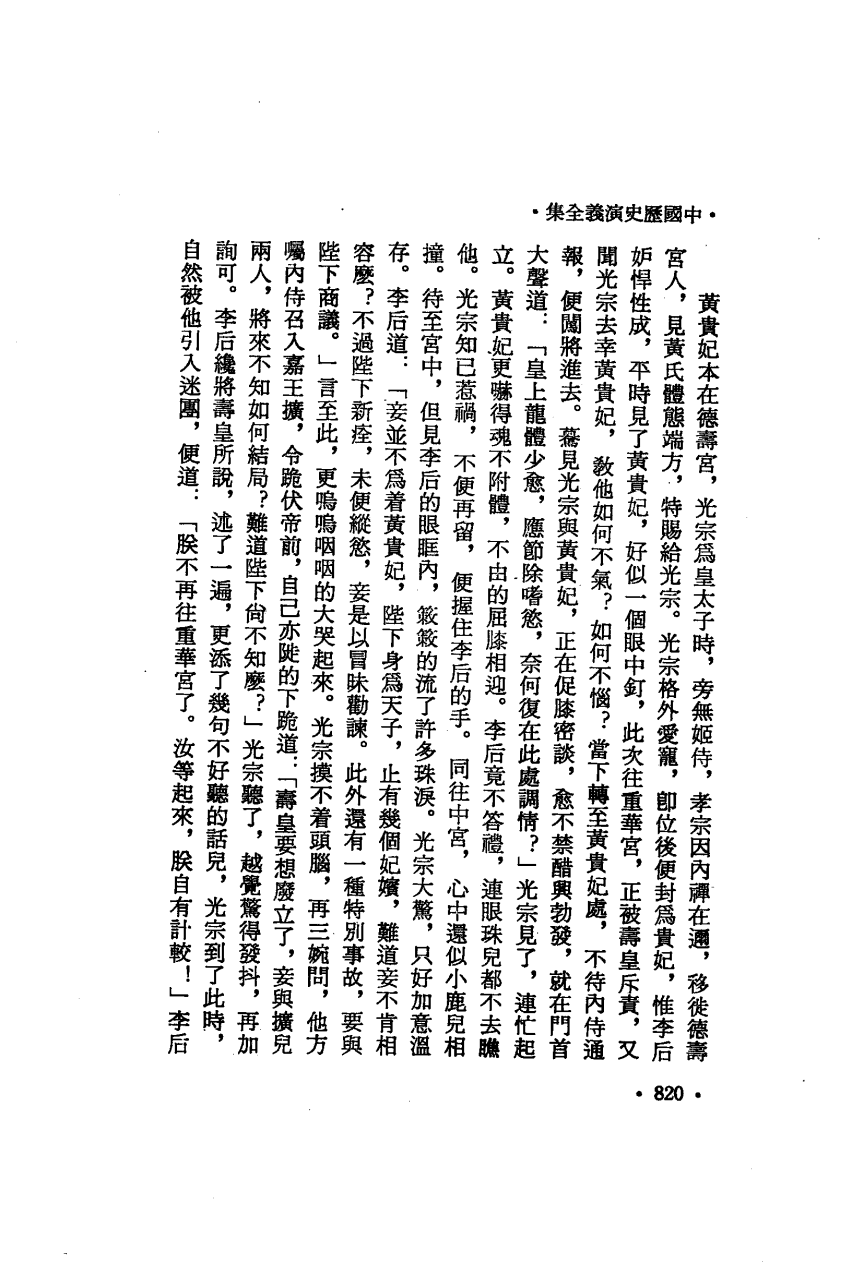 ·中國歷史演義全集·
黃貴妃本在德壽宮，光宗爲皇太子時，旁無姬侍，孝宗因內禪在邇，移徙德壽
宮人，見黃氏體態端方，特賜給光宗。光宗格外愛寵，卽位後便封爲貴妃，惟李后
妒悍性成，平時見了黃貴妃，好似一個眼中釘，此次往重華宮，正被壽皇斥責，又
聞光宗去幸黃貴妃，敎他如何不氣？如何不惱？當下轉至黃貴妃處，不待內侍通
報，便闖將進去。驀見光宗與黃貴妃，正在促膝密談，愈不禁醋興勃發，就在門首
大聲道：「皇上龍體少愈，應節除嗜慾，奈何復在此處調情？」光宗見了，連忙起
立。黃貴妃更嚇得魂不附體，不由的屈膝相迎。李后竟不答禮，連眼珠兒都不去瞻
他。光宗知已惹禍，不便再留，便握住李后的手。同往中宮，心中還似小鹿兒相
撞。待至宮中，但見李后的眼眶內，簌簌的流了許多珠淚。光宗大驚，只好加意溫
存。李后道：「妾並不爲着黃貴妃，陛下身爲天子，止有幾個妃嬪，難道妾不肯相
容麼？不過陛下新痊，未便縱慾，妾是以冒昧勸諫。此外還有一種特別事故，要與
陛下商議。」言至此，更嗚嗚咽咽的大哭起來。光宗摸不着頭腦，再三婉問，他方
囑內侍召入嘉王擴，令跪伏帝前，自己亦陡的下跪道：「壽皇要想廢立了，妾與擴兒
兩人，將來不知如何結局？難道陛下尚不知麼？」光宗聽了，越覺驚得發抖，再加
詢可。李后纔將壽皇所說，述了一遍，更添了幾句不好聽的話兒，光宗到了此時，
自然被他引入迷團，便道：「朕不再往重華宮了。汝等起來，朕自有計較！」李后
·820·